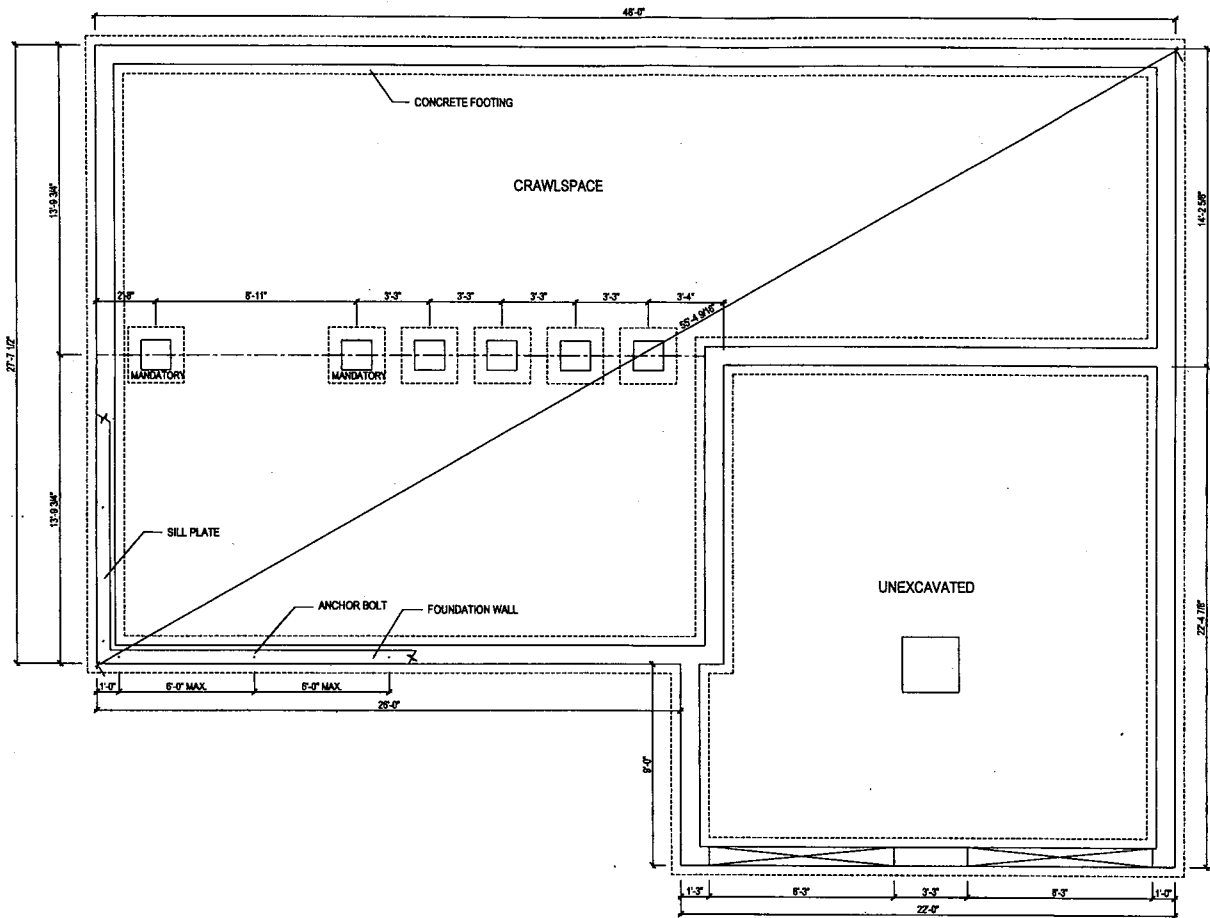 48'-0"
CONCRETE FOOTING
CRAWLSPACE
13'-9 3/4"
14'-2 5/8"
2'-8"
8'-11"
3'-3"
3'-3"
3'-3"
3'-3"
3'-4"
55'-4 9/16"
27'-7 1/2"
MANDATORY
MANDATORY
13'-9 3/4"
SILL PLATE
UNEXCAVATED
ANCHOR BOLT
FOUNDATION WALL
22'-4 7/8"
1'-0"
6'-0" MAX.
6'-0" MAX.
26'-0"
9'-0"
1'-3"
8'-3"
3'-3"
8'-3"
1'-0"
22'-0"